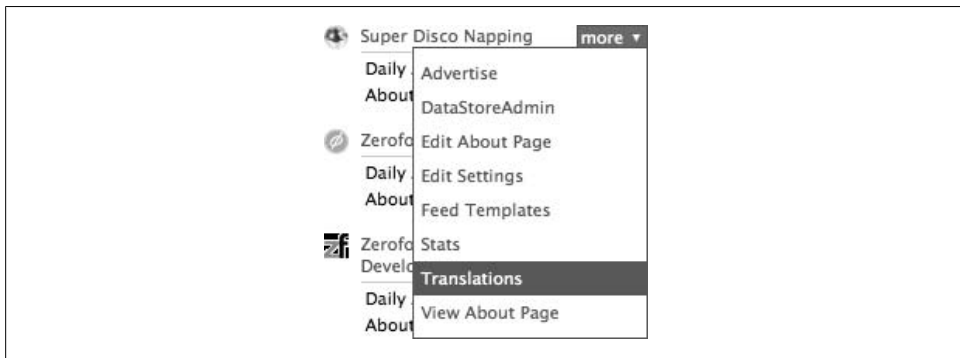 Super Disco Napping
more ▼
Daily
About
Advertise
DataStoreAdmin
Edit About Page
Zerofo
Daily
About
Edit Settings
Feed Templates
Zerofo
Develo
Stats
Translations
Daily
About
View About Page